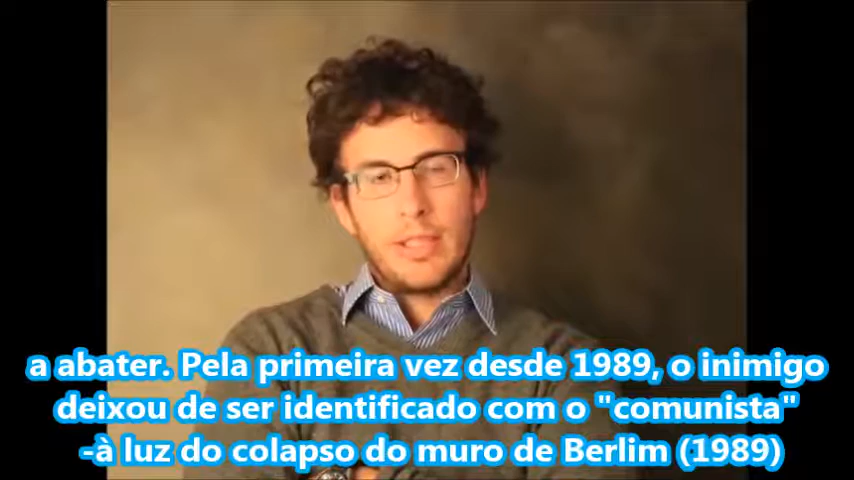 a abater. Pela primeira vez desde 1989, o inimigo
deixou de ser identificado com o "comunista"
-à luz do colapso do muro de Berlim (1989)